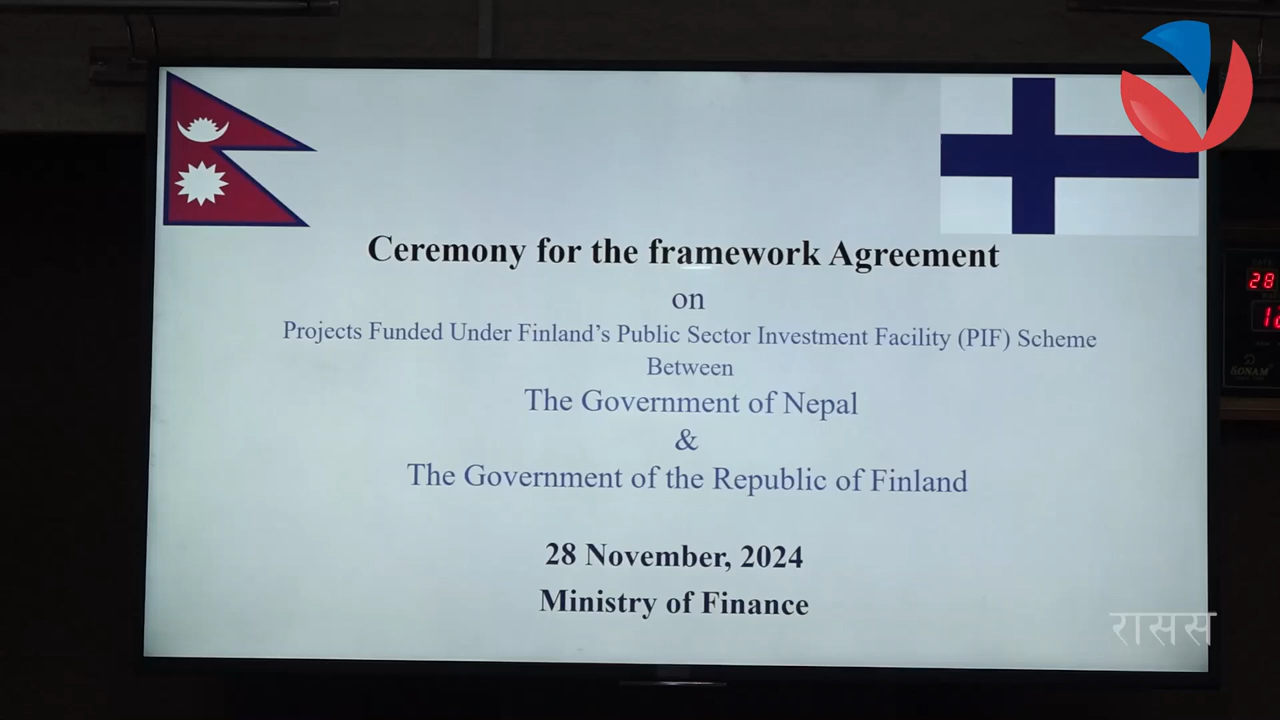 Ceremony for the framework Agreement
on
Projects Funded Under Finland's Public Sector Investment Facility (PIF) Scheme
Between
The Government of Nepal
&
The Government of the Republic of Finland
28 November, 2024
Ministry of Finance
28
रासस